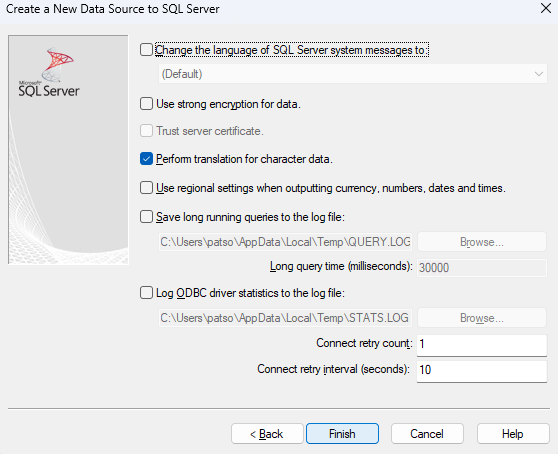 Create a New Data Source to SQL Server
Microsoft
SQL Server
Change the language of SQL Server system messages to:
(Default)
Use strong encryption for data.
Trust server certificate.
Perform translation for character data.
Use regional settings when outputting currency, numbers, dates and times.
Save long running queries to the log file:
C:\Users\patso\AppData\Local\Temp\QUERY.LOG
Browse...
Long query time (milliseconds):
30000
Log ODBC driver statistics to the log file:
C:\Users\patso\AppData\Local\Temp\STATS.LOG
Browse...
Connect retry count:
1
Connect retry interval (seconds):
10
< Back
Finish
Cancel
Help